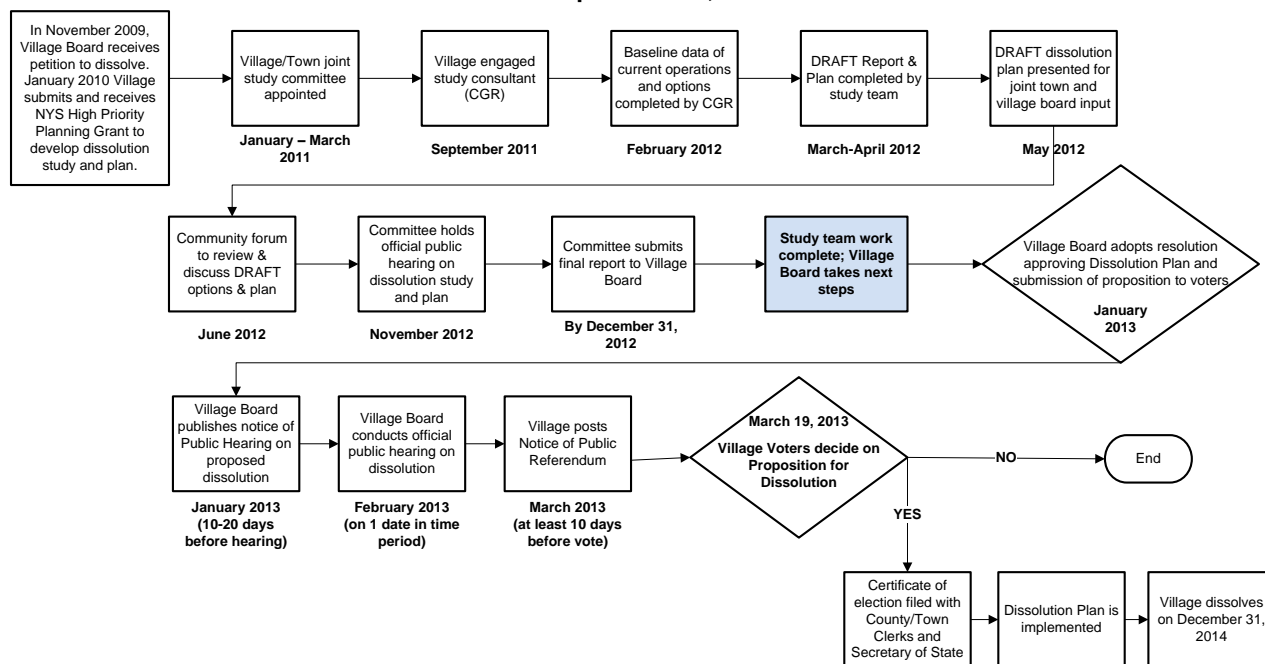 In November 2009,
Village Board receives
petition to dissolve.
January 2010 Village
submits and receives
NYS High Priority
Planning Grant to
develop dissolution
study and plan.
Village/Town joint
study committee
appointed
January – March
2011
Village engaged
study consultant
(CGR)
September 2011
Baseline data of
current operations
and options
completed by CGR
February 2012
DRAFT Report &
Plan completed by
study team
March-April 2012
DRAFT dissolution
plan presented for
joint town and
village board input
May 2012
Community forum
to review &
discuss DRAFT
options & plan
June 2012
Committee holds
official public
hearing on
dissolution study
and plan
November 2012
Committee submits
final report to Village
Board
By December 31,
2012
Study team work
complete; Village
Board takes next
steps
Village Board adopts resolution
approving Dissolution Plan and
submission of proposition to voters
January
2013
Village Board
publishes notice of
Public Hearing on
proposed
dissolution
January 2013
(10-20 days
before hearing)
Village Board
conducts official
public hearing on
dissolution
February 2013
(on 1 date in time
period)
Village posts
Notice of Public
Referendum
March 2013
(at least 10 days
before vote)
March 19, 2013
Village Voters decide on
Proposition for
Dissolution
NO
End
YES
Certificate of
election filed with
County/Town
Clerks and
Secretary of State
Dissolution Plan is
implemented
Village dissolves
on December 31,
2014